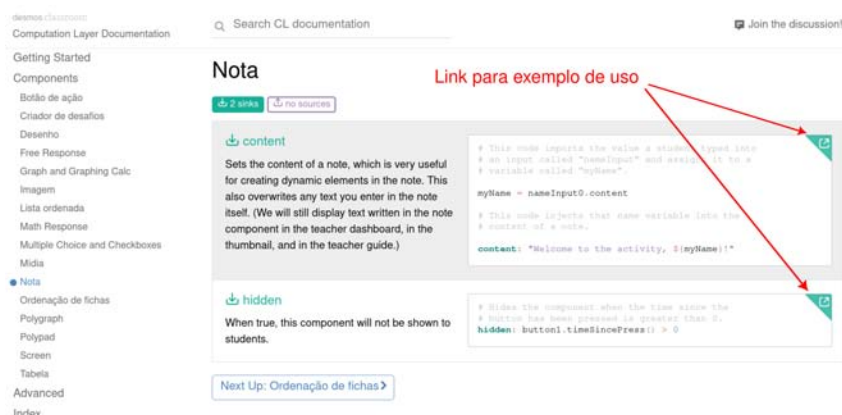 desmos classroom
Computation Layer Documentation
Search CL documentation
Join the discussion!
Getting Started
Components
Botão de ação
Criador de desafios
Desenho
Free Response
Graph and Graphing Calc
Imagem
Lista ordenada
Math Response
Multiple Choice and Checkboxes
Mídia
Nota
Ordenação de fichas
Polygraph
Polypad
Screen
Tabela
Advanced
Index
Nota
Link para exemplo de uso
2 sinks
no sources
content
Sets the content of a note, which is very useful
for creating dynamic elements in the note. This
also overwrites any text you enter in the note
itself. (We will still display text written in the note
component in the teacher dashboard, in the
thumbnail, and in the teacher guide.)
# This code imports the value a student typed into
# an input called "nameInput" and assigns it to a
# variable called "myName".
myName = nameInput0.content
# This code injects that name variable into the
# content of a note.
content: "Welcome to the activity, ${myName}!"
hidden
When true, this component will not be shown to
students.
# Hides the component when the time since the
# button has been pressed is greater than 0.
hidden: button1.timeSincePress() > 0
Next Up: Ordenação de fichas